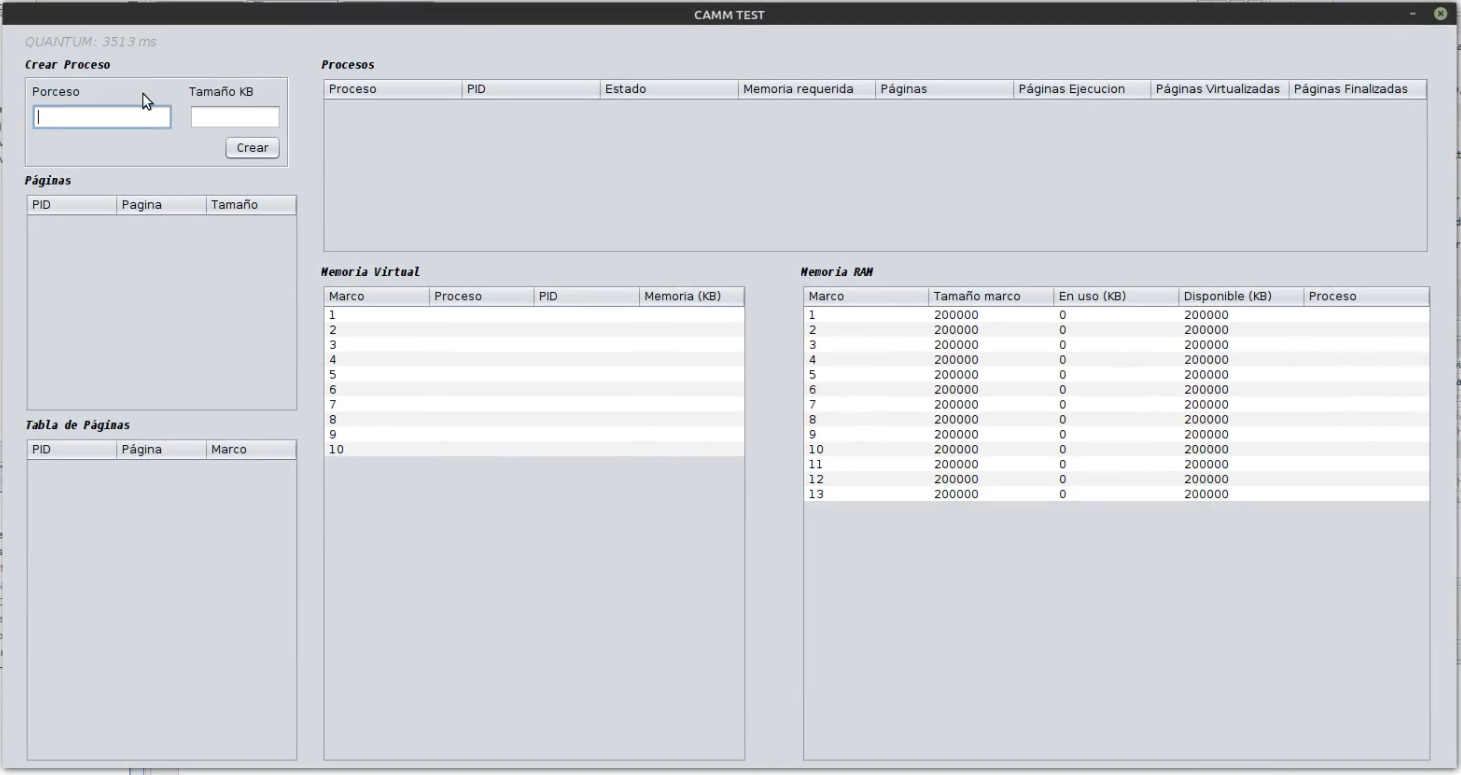 CAMM TEST
QUANTUM: 3513 ms
Crear Proceso
Porceso Tamaño KB
Crear
Procesos
Proceso PID Estado Memoria requerida Páginas Páginas Ejecucion Páginas Virtualizadas Páginas Finalizadas
Páginas
PID Pagina Tamaño
Tabla de Páginas
PID Página Marco
Memoria Virtual
Marco Proceso PID Memoria (KB)
1
2
3
4
5
6
7
8
9
10
Memoria RAM
Marco Tamaño marco En uso (KB) Disponible (KB) Proceso
1 200000 0 200000
2 200000 0 200000
3 200000 0 200000
4 200000 0 200000
5 200000 0 200000
6 200000 0 200000
7 200000 0 200000
8 200000 0 200000
9 200000 0 200000
10 200000 0 200000
11 200000 0 200000
12 200000 0 200000
13 200000 0 200000